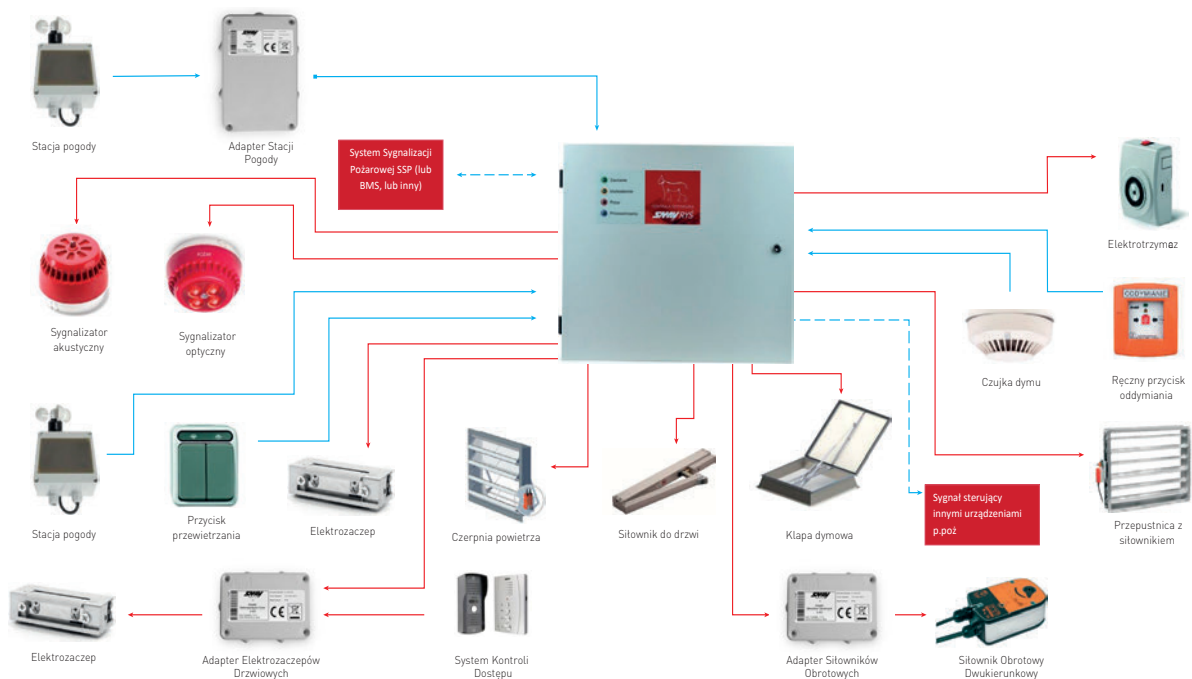 Stacja pogody
Adapter Stacji
Pogody
System Sygnalizacji
Pożarowej SSP (lub
BMS, lub inny)
SMAY RYŚ
Elektrotrzymacz
Sygnalizator
akustyczny
Sygnalizator
optyczny
ODDYMIANIE
Czujka dymu
Ręczny przycisk
oddymiania
Stacja pogody
Przycisk
przewietrzania
Elektrozaczep
Czerpnia powietrza
Siłownik do drzwi
Klapa dymowa
Sygnał sterujący
innymi urządzeniami
p.poż
Przepustnica z
siłownikiem
Elektrozaczep
Adapter Elektrozaczepów
Drzwiowych
System Kontroli
Dostępu
Adapter Siłowników
Obrotowych
Siłownik Obrotowy
Dwukierunkowy